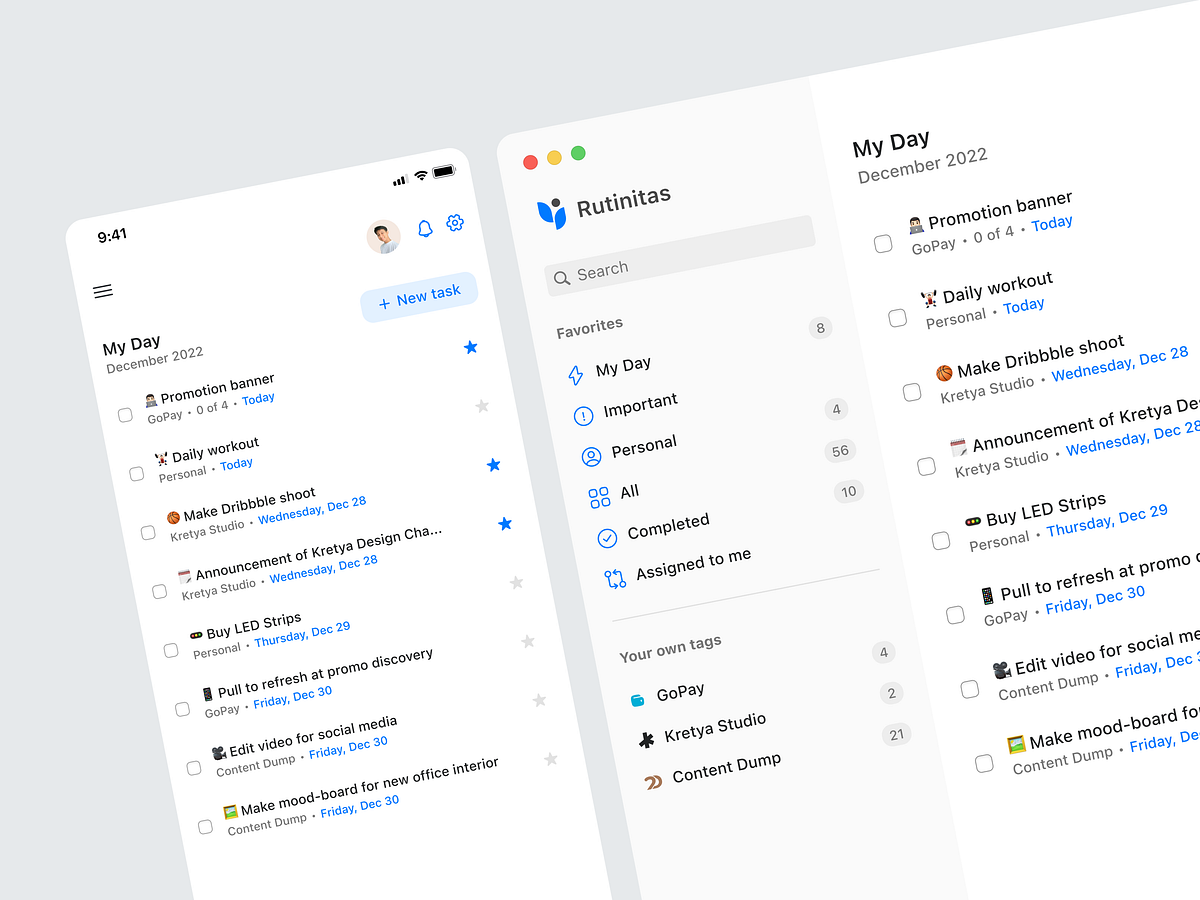 9:41
+ New task
My Day
December 2022
Promotion banner
GoPay • 0 of 4 • Today
Daily workout
Personal • Today
Make Dribbble shoot
Kretya Studio • Wednesday, Dec 28
Announcement of Kretya Design Cha...
Kretya Studio • Wednesday, Dec 28
Buy LED Strips
Personal • Thursday, Dec 29
Pull to refresh at promo discovery
GoPay • Friday, Dec 30
Edit video for social media
Content Dump • Friday, Dec 30
Make mood-board for new office interior
Content Dump • Friday, Dec 30
Rutinitas
Search
Favorites
My Day 8
Important
Personal 4
All 56
Completed 10
Assigned to me
Your own tags
GoPay 4
Kretya Studio 2
Content Dump 21
My Day
December 2022
Promotion banner
GoPay • 0 of 4 • Today
Daily workout
Personal • Today
Make Dribbble shoot
Kretya Studio • Wednesday, Dec 28
Announcement of Kretya De
Kretya Studio • Wednesday, Dec 28
Buy LED Strips
Personal • Thursday, Dec 29
Pull to refresh at promo
GoPay • Friday, Dec 30
Edit video for social me
Content Dump • Friday, Dec 3
Make mood-board fo
Content Dump • Friday, De